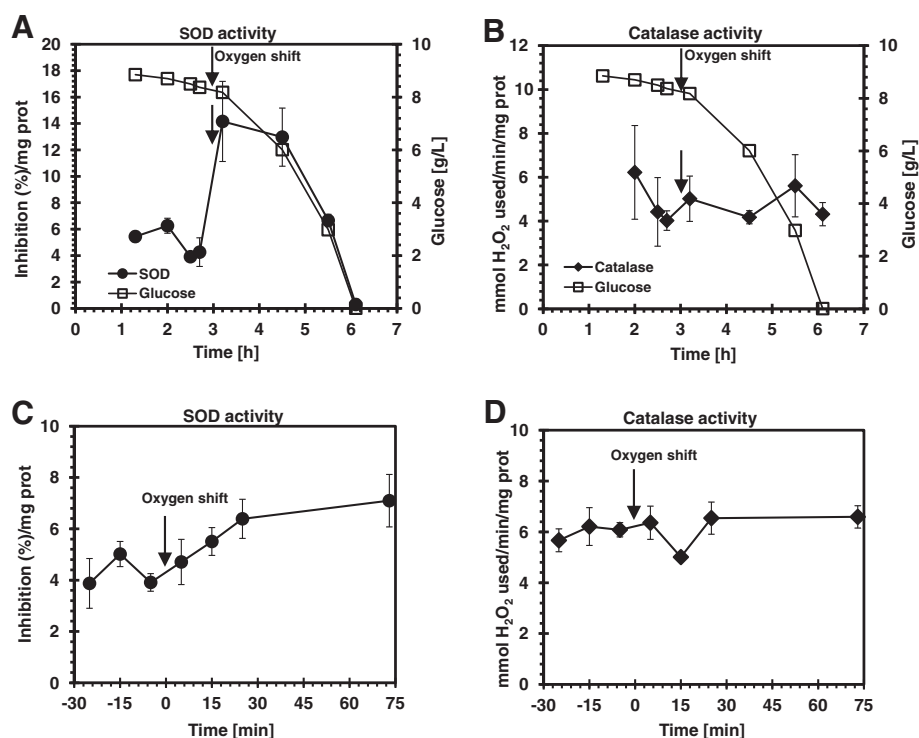 A
SOD activity
Oxygen shift
Inhibition (%)/mg prot
20
18
16
14
12
10
8
6
4
2
0
10
8
6
4
2
0
Glucose [g/L]
SOD
Glucose
0 1 2 3 4 5 6 7
Time [h]
B
Catalase activity
Oxygen shift
mmol H₂O₂ used/min/mg prot
12
10
8
6
4
2
0
10
8
6
4
2
0
Glucose [g/L]
Catalase
Glucose
0 1 2 3 4 5 6 7
Time [h]
C
SOD activity
Oxygen shift
Inhibition (%)/mg prot
10
8
6
4
2
0
-30 -15 0 15 30 45 60 75
Time [min]
D
Catalase activity
Oxygen shift
mmol H₂O₂ used/min/mg prot
10
8
6
4
2
0
-30 -15 0 15 30 45 60 75
Time [min]